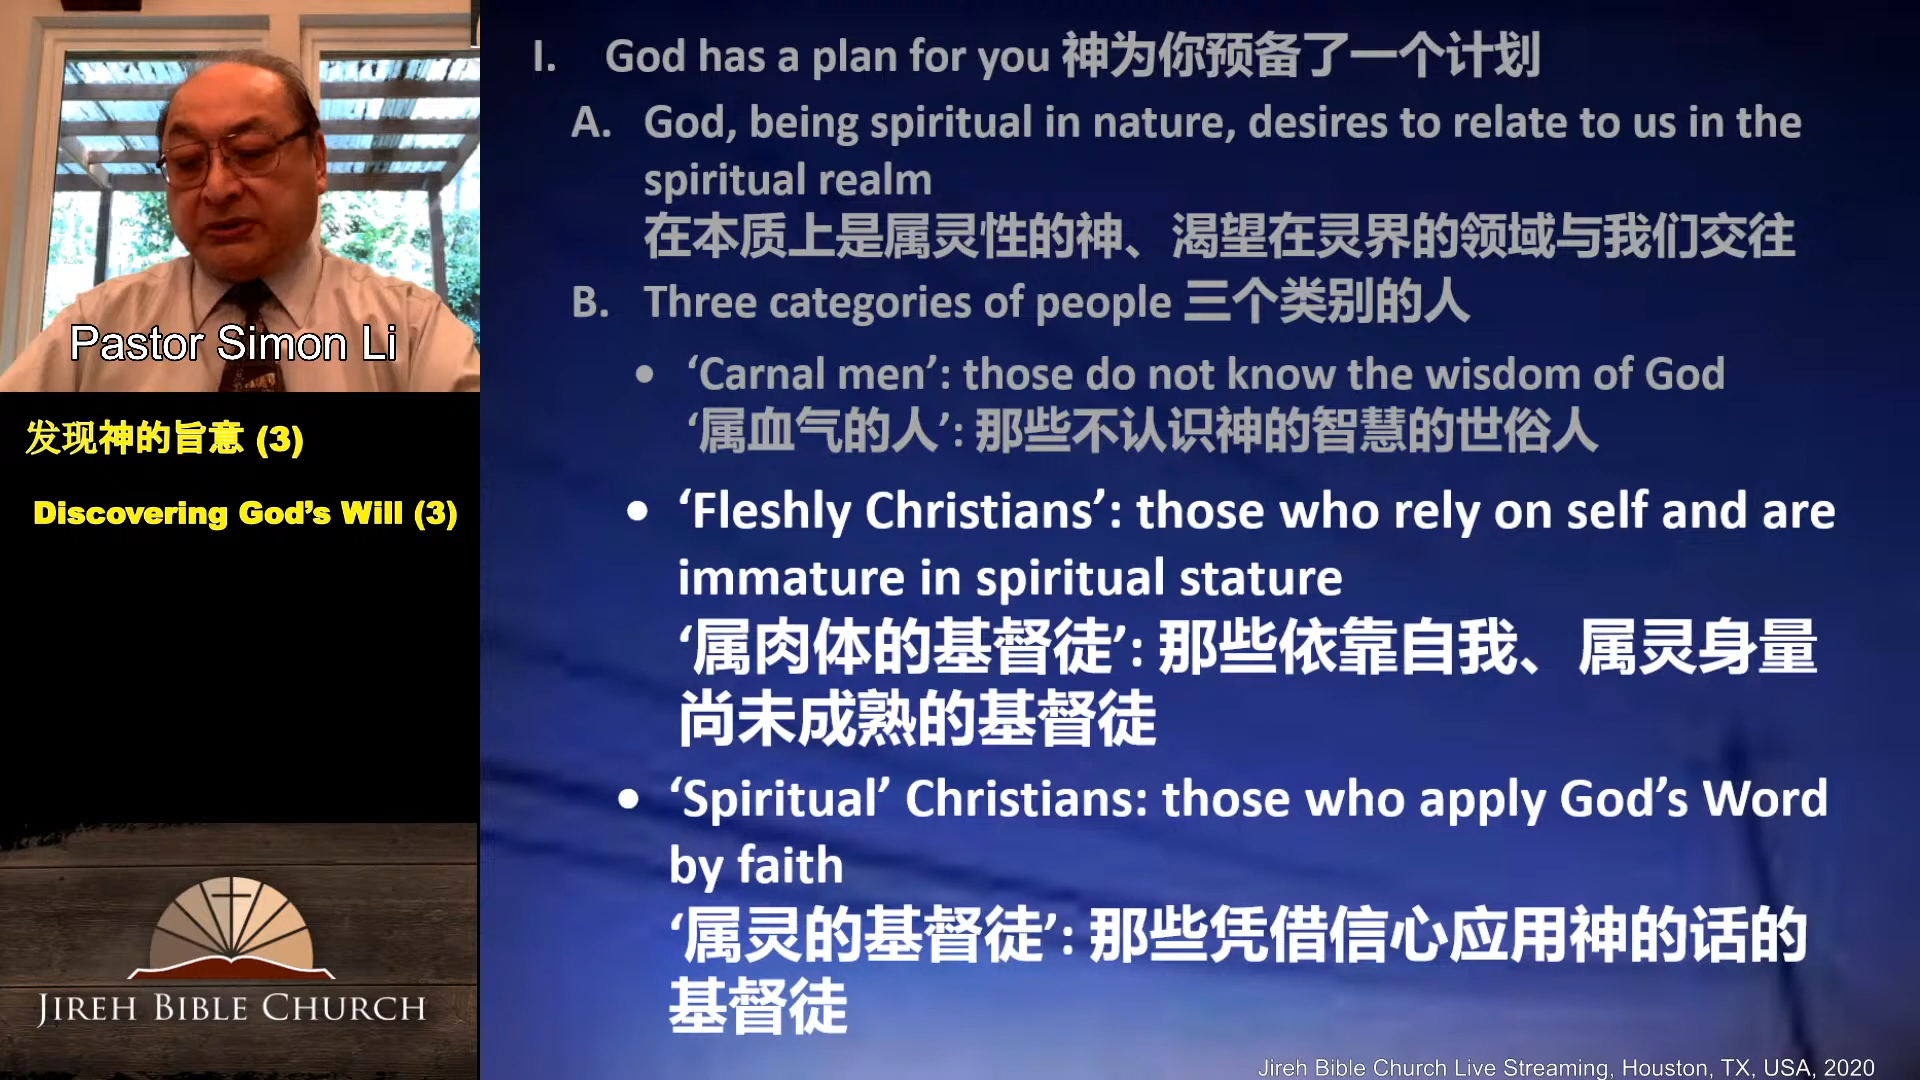 Pastor Simon Li
发现神的旨意 (3)
Discovering God's Will (3)
JIREH BIBLE CHURCH
I. God has a plan for you 神为你预备了一个计划
A. God, being spiritual in nature, desires to relate to us in the
spiritual realm
在本质上是属灵性的神、渴望在灵界的领域与我们交往
B. Three categories of people 三个类别的人
• ‘Carnal men’: those do not know the wisdom of God
‘属血气的人’: 那些不认识神的智慧的世俗人
• ‘Fleshly Christians’: those who rely on self and are
immature in spiritual stature
‘属肉体的基督徒’: 那些依靠自我、属灵身量
尚未成熟的基督徒
• ‘Spiritual’ Christians: those who apply God’s Word
by faith
‘属灵的基督徒’: 那些凭借信心应用神的话的
基督徒
Jireh Bible Church Live Streaming, Houston, TX, USA, 2020